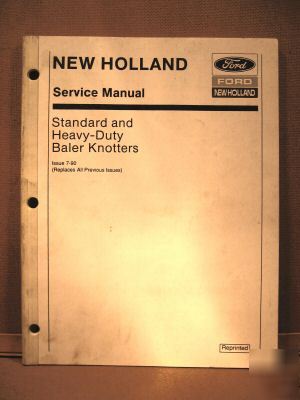 NEW HOLLAND
Ford
FORD
NEW HOLLAND
Service Manual
Standard and
Heavy-Duty
Baler Knotters
Issue 7-90
(Replaces All Previous Issues)
Reprinted